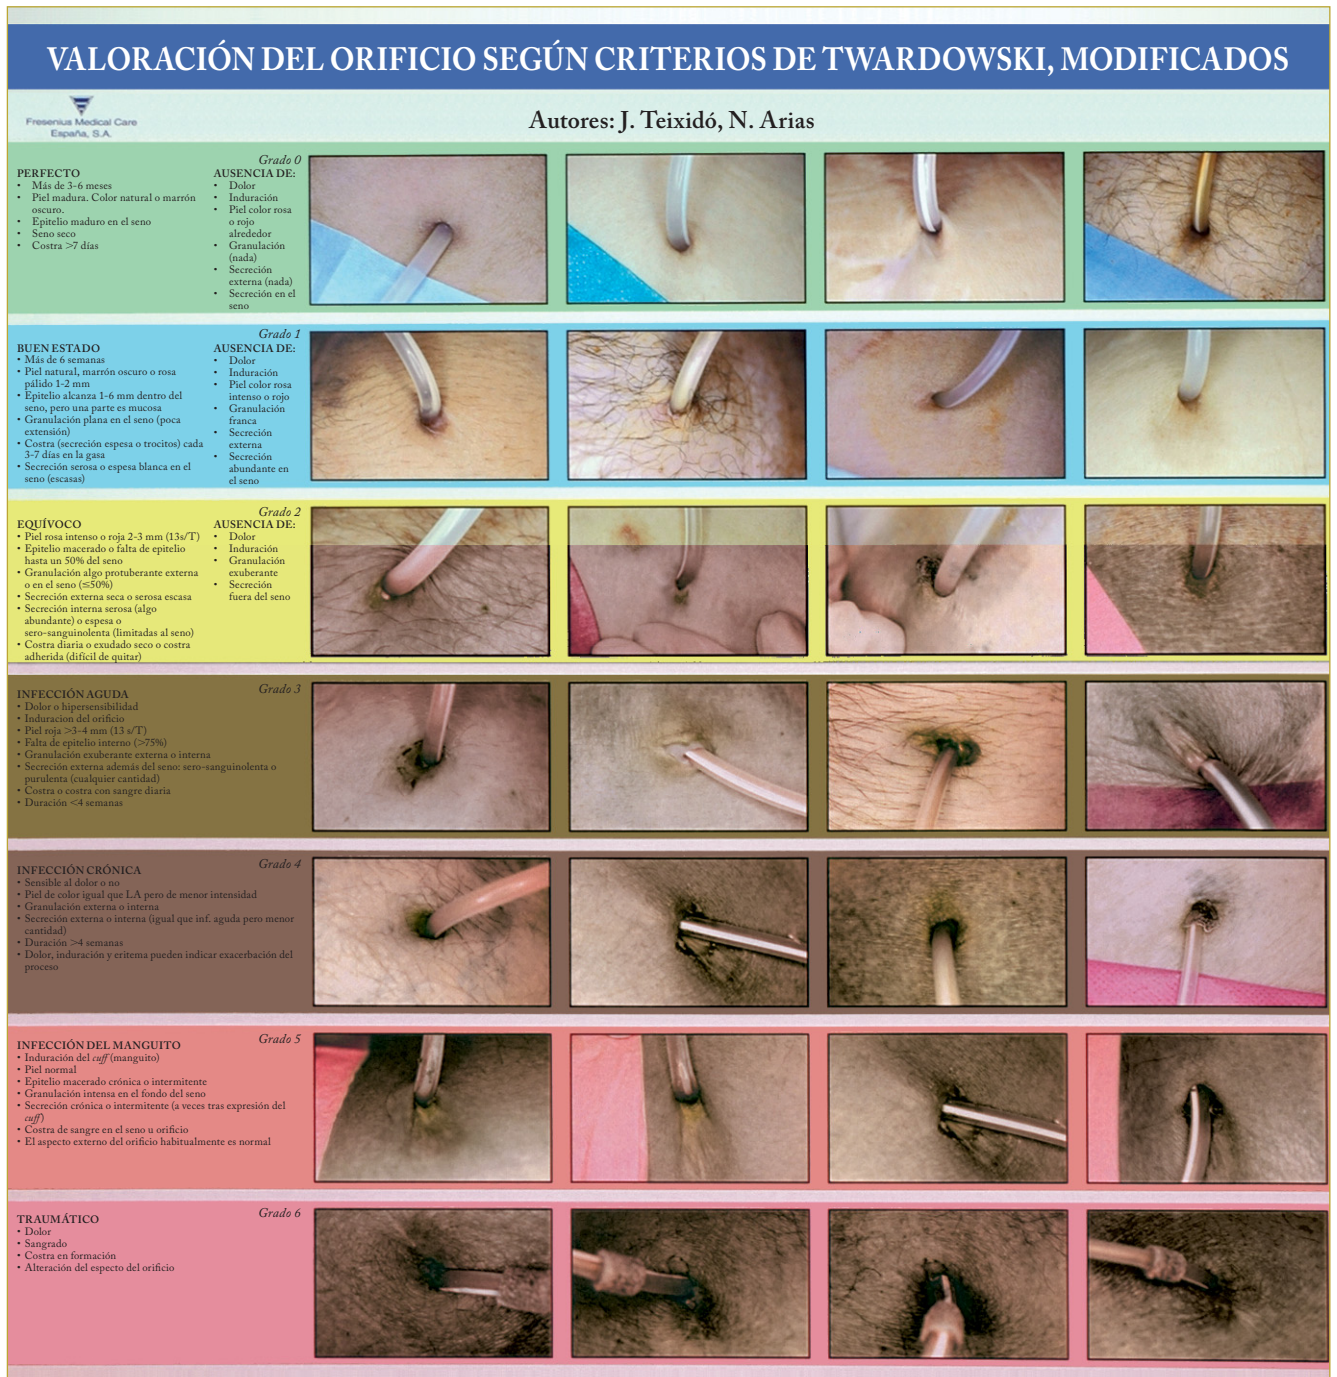 VALORACIÓN DEL ORIFICIO SEGÚN CRITERIOS DE TWARDOWSKI, MODIFICADOS
Fresenius Medical Care
España, S.A.
Autores: J. Teixidó, N. Arias
Grado 0
PERFECTO
• Más de 3-6 meses
• Piel madura. Color natural o marrón
oscuro.
• Epitelio maduro en el seno
• Seno seco
• Costra >7 días
AUSENCIA DE:
• Dolor
• Induración
• Piel color rosa
o rojo
alrededor
• Granulación
(nada)
• Secreción
externa (nada)
• Secreción en el
seno
Grado 1
BUEN ESTADO
• Más de 6 semanas
• Piel natural, marrón oscuro o rosa
pálido 1-2 mm
• Epitelio alcanza 1-6 mm dentro del
seno, pero una parte es mucosa
• Granulación plana en el seno (poca
extensión)
• Costra (secreción espesa o trocitos) cada
3-7 días en la gasa
• Secreción serosa o espesa blanca en el
seno (escasas)
AUSENCIA DE:
• Dolor
• Induración
• Piel color rosa
intenso o rojo
• Granulación
franca
• Secreción
externa
• Secreción
abundante en
el seno
Grado 2
EQUÍVOCO
• Piel rosa intenso o roja 2-3 mm (13s/T)
• Epitelio macerado o falta de epitelio
hasta un 50% del seno
• Granulación algo protuberante externa
o en el seno (≤50%)
• Secreción externa seca o serosa escasa
• Secreción interna serosa (algo
abundante) o espesa o
sero-sanguinolenta (limitadas al seno)
• Costra diaria o exudado seco o costra
adherida (difícil de quitar)
AUSENCIA DE:
• Dolor
• Induración
• Granulación
exuberante
• Secreción
fuera del seno
Grado 3
INFECCIÓN AGUDA
• Dolor o hipersensibilidad
• Induracion del orificio
• Piel roja >3-4 mm (13 s/T)
• Falta de epitelio interno (>75%)
• Granulación exuberante externa o interna
• Secreción externa además del seno: sero-sanguinolenta o
purulenta (cualquier cantidad)
• Costra o costra con sangre diaria
• Duración <4 semanas
Grado 4
INFECCIÓN CRÓNICA
• Sensible al dolor o no
• Piel de color igual que I.A pero de menor intensidad
• Granulación externa o interna
• Secreción externa o interna (igual que inf. aguda pero menor
cantidad)
• Duración >4 semanas
• Dolor, induración y eritema pueden indicar exacerbación del
proceso
Grado 5
INFECCIÓN DEL MANGUITO
• Induración del cuff (manguito)
• Piel normal
• Epitelio macerado crónica o intermitente
• Granulación intensa en el fondo del seno
• Secreción crónica o intermitente (a veces tras expresión del
cuff)
• Costra de sangre en el seno u orificio
• El aspecto externo del orificio habitualmente es normal
Grado 6
TRAUMÁTICO
• Dolor
• Sangrado
• Costra en formación
• Alteración del especto del orificio